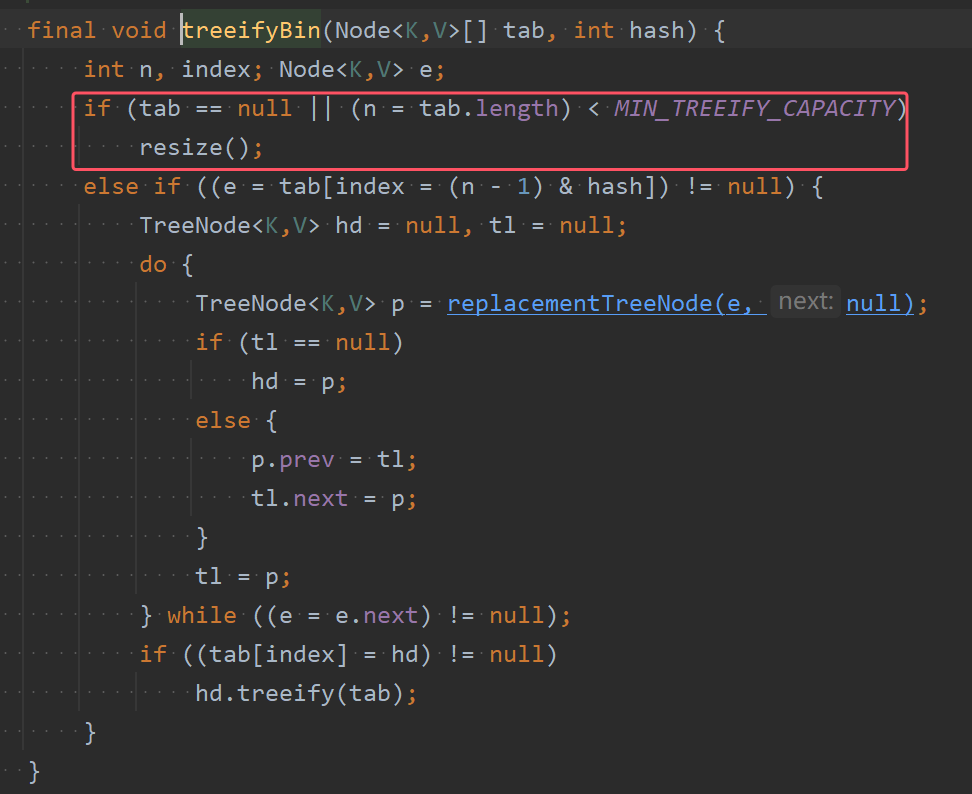 final void treeifyBin(Node<K,V>[] tab, int hash) {
int n, index; Node<K,V> e;
if (tab == null || (n = tab.length) < MIN_TREEIFY_CAPACITY)
resize();
else if ((e = tab[index = (n - 1) & hash]) != null) {
TreeNode<K,V> hd = null, tl = null;
do {
TreeNode<K,V> p = replacementTreeNode(e, next: null);
if (tl == null)
hd = p;
else {
p.prev = tl;
tl.next = p;
}
tl = p;
} while ((e = e.next) != null);
if ((tab[index] = hd) != null)
hd.treeify(tab);
}
}